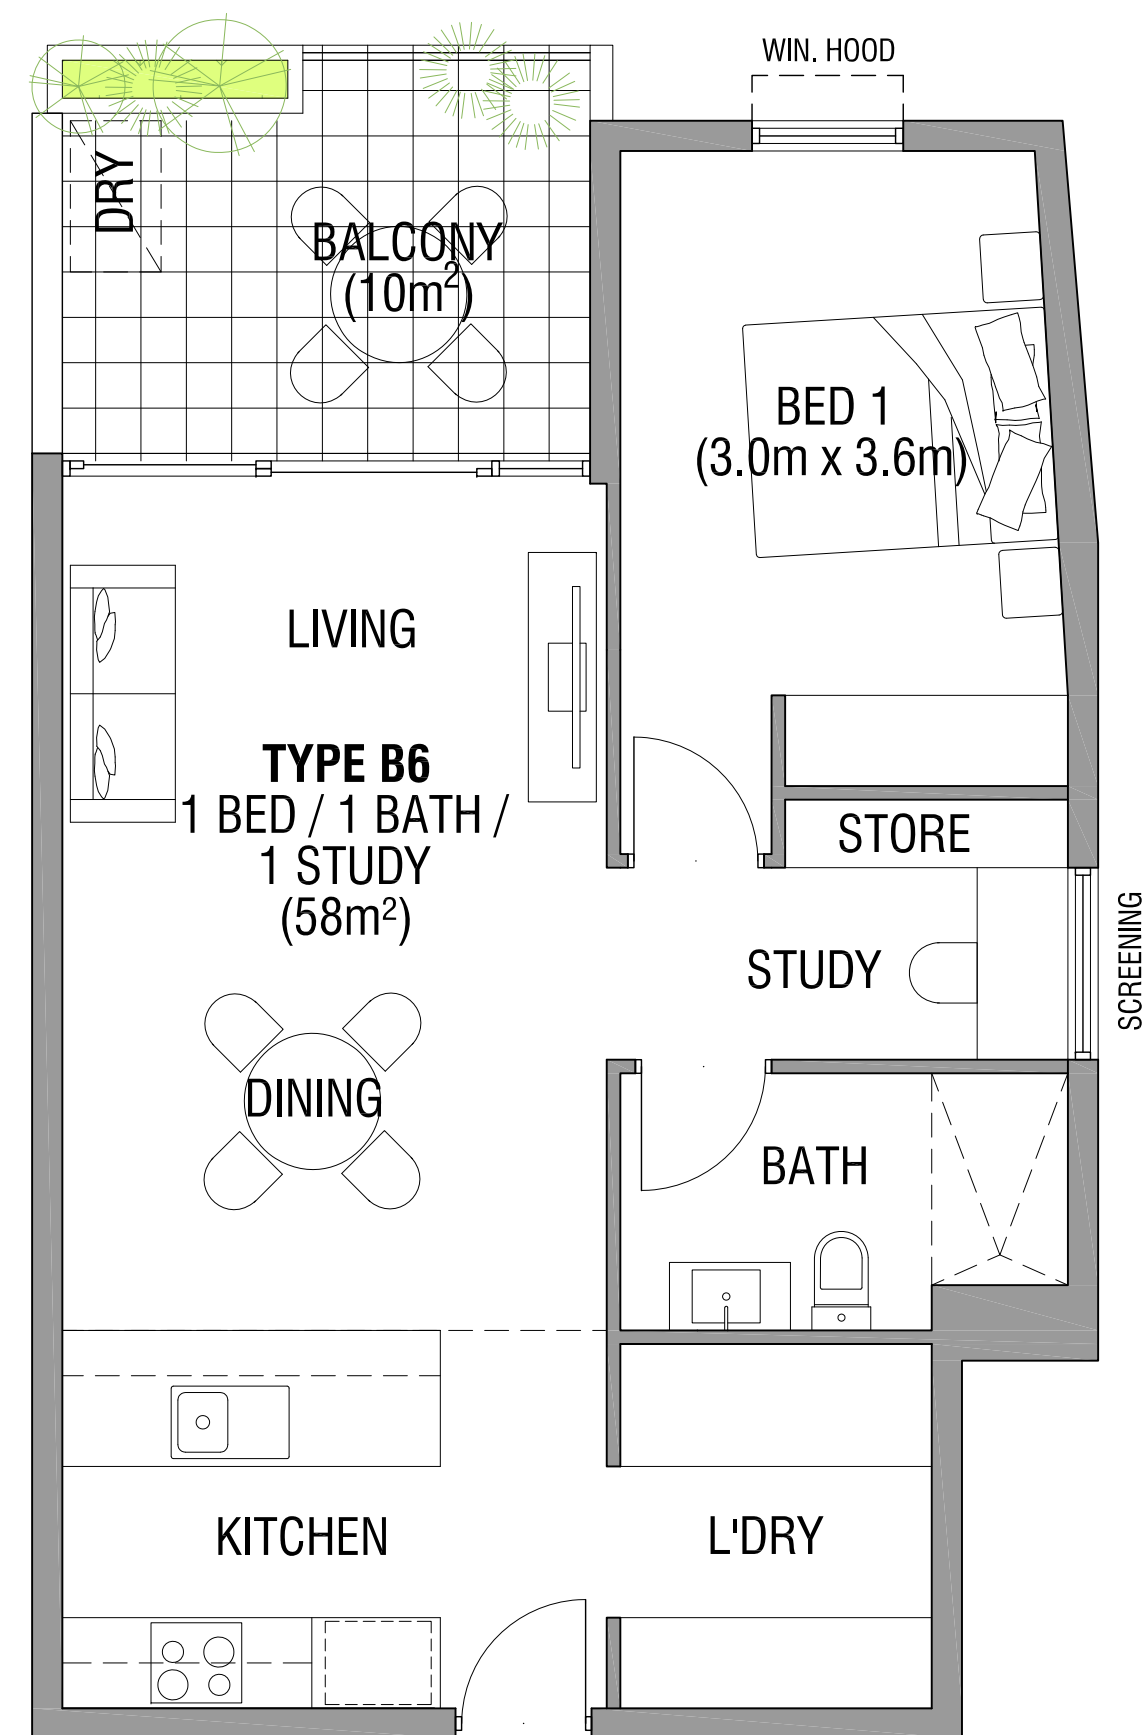 WIN. HOOD
DRY
BALCONY
(10m²)
BED 1
(3.0m x 3.6m)
LIVING
TYPE B6
1 BED / 1 BATH /
1 STUDY
(58m²)
STORE
STUDY
SCREENING
DINING
BATH
KITCHEN
L'DRY